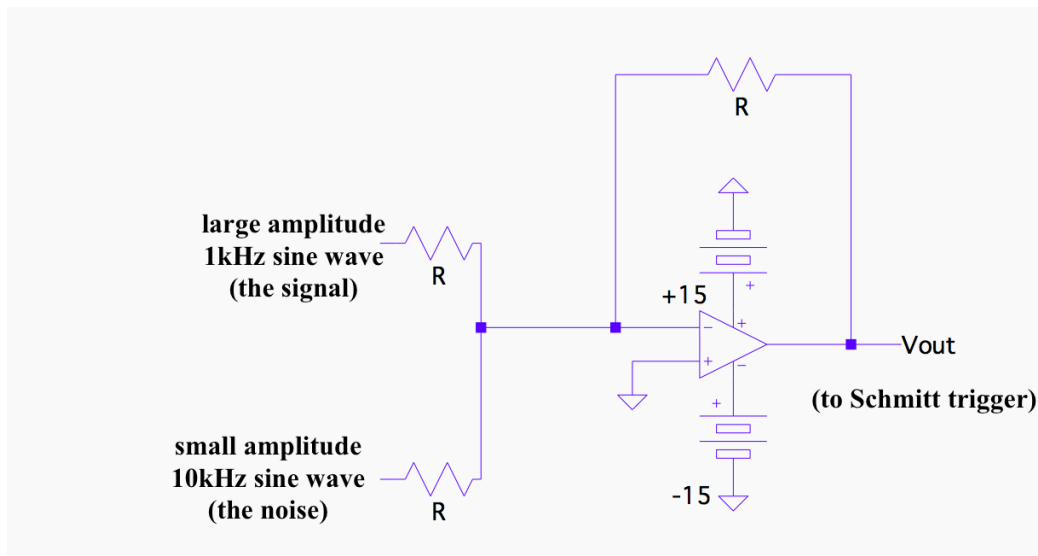 R
large amplitude
1kHz sine wave
(the signal)
R
+
+15
-
+
+
-
Vout
+
(to Schmitt trigger)
small amplitude
10kHz sine wave
(the noise)
R
-15